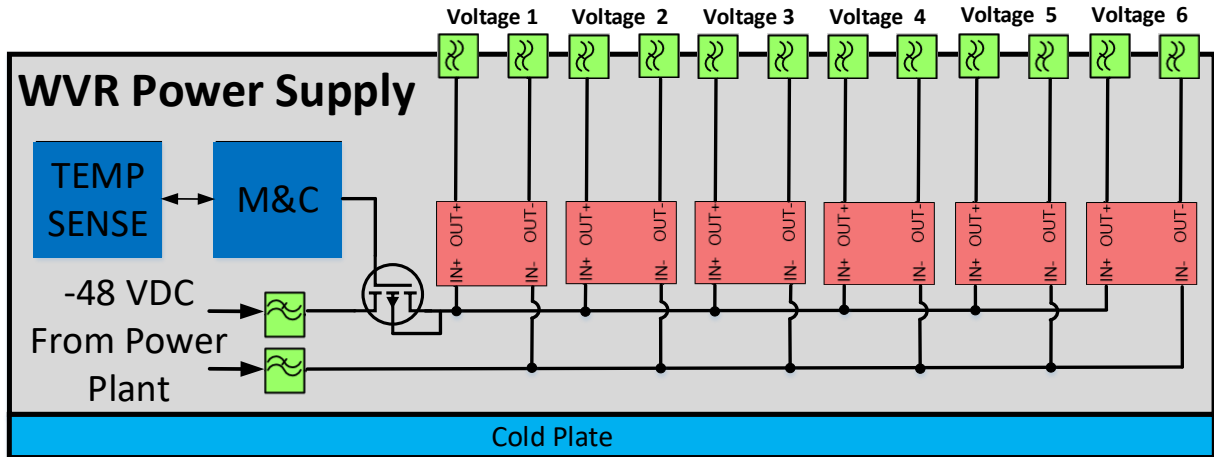 Voltage 1 Voltage 2 Voltage 3 Voltage 4 Voltage 5 Voltage 6
WVR Power Supply
TEMP
SENSE
M&C
OUT+ OUT- OUT+ OUT- OUT+ OUT- OUT+ OUT- OUT+ OUT- OUT+ OUT-
IN+ IN- IN+ IN- IN+ IN- IN+ IN- IN+ IN- IN+ IN-
-48 VDC
From Power
Plant
Cold Plate